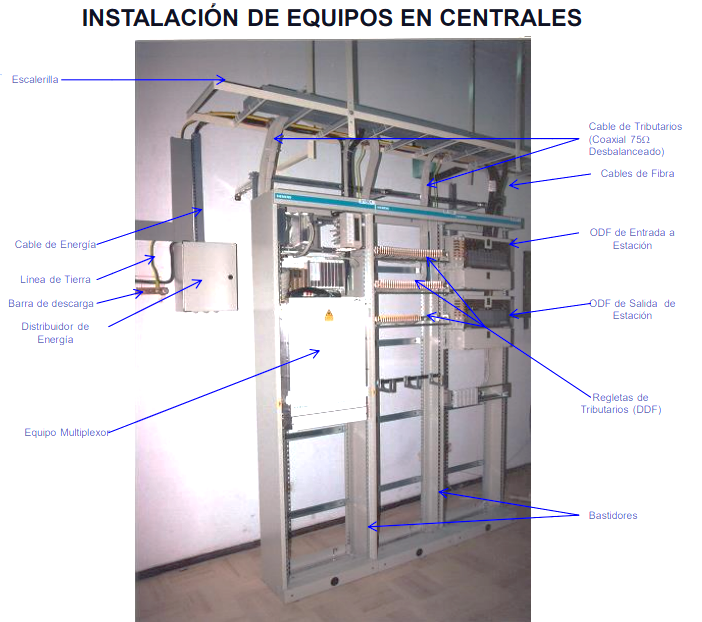 INSTALACIÓN DE EQUIPOS EN CENTRALES
Escalerilla
Cable de Tributarios
(Coaxial 75Ω
Desbalanceado)
Cables de Fibra
ODF de Entrada a
Estación
Cable de Energía
Línea de Tierra
Barra de descarga
Distribuidor de
Energía
ODF de Salida de
Estación
Regletas de
Tributarios (DDF)
Equipo Multiplexor
Bastidores
SIEMENS